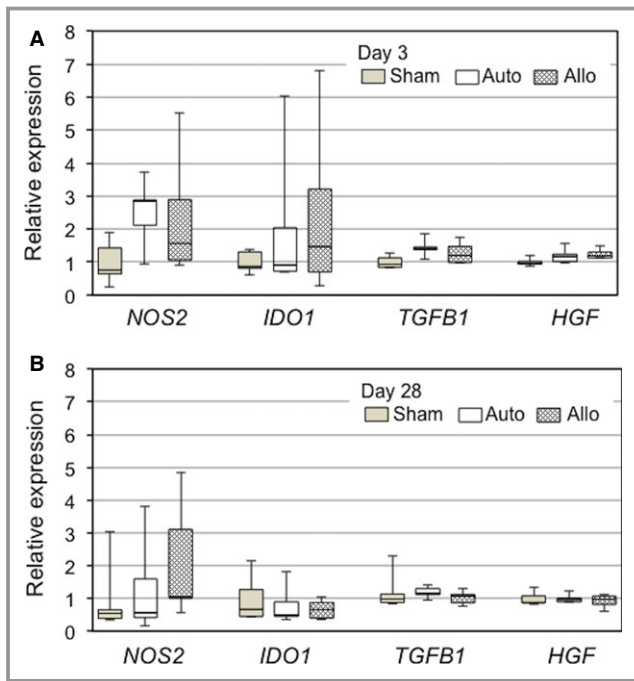 A
Day 3
Sham Auto Allo
Relative expression
8
7
6
5
4
3
2
1
0
NOS2 IDO1 TGFB1 HGF
B
Day 28
Sham Auto Allo
Relative expression
8
7
6
5
4
3
2
1
0
NOS2 IDO1 TGFB1 HGF